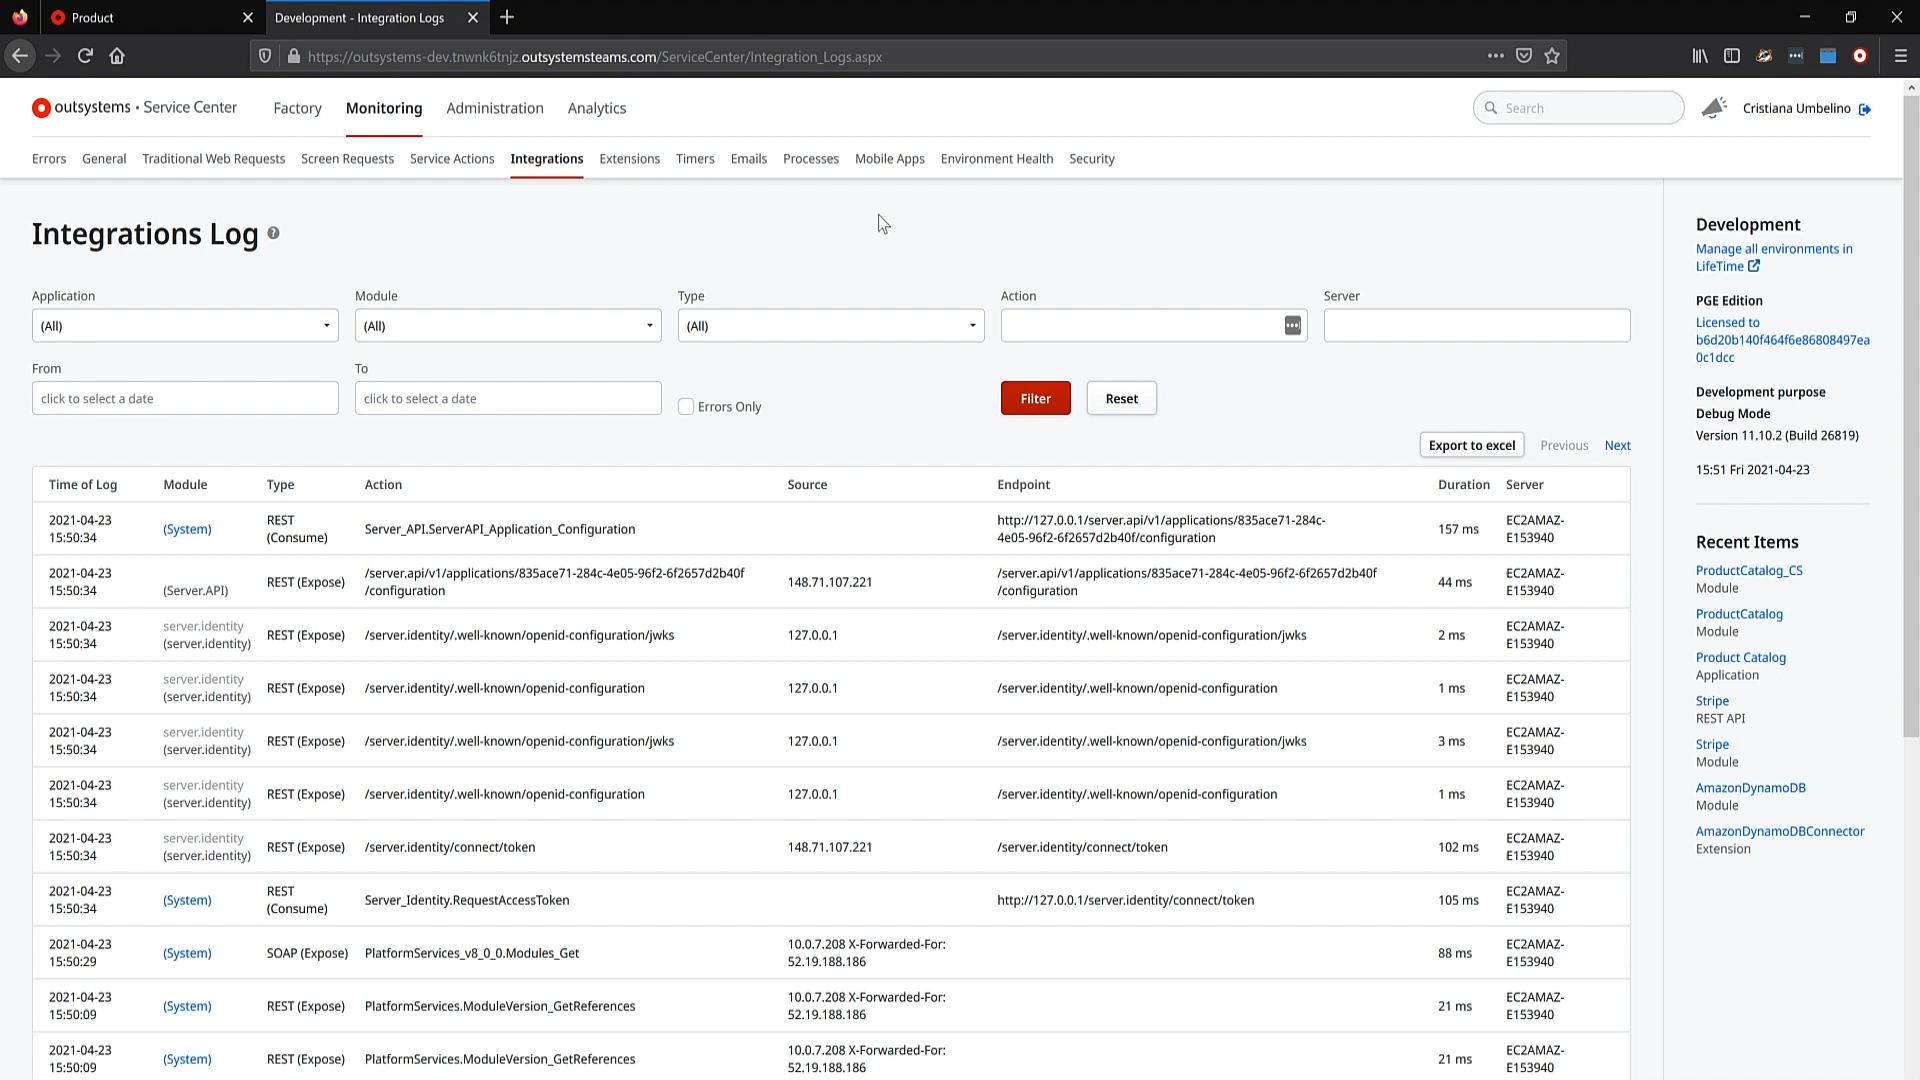 Product
Development - Integration Logs
https://outsystems-dev.tnwnk6tnjz.outsystemsteams.com/ServiceCenter/Integration_Logs.aspx
outsystems · Service Center
Factory
Monitoring
Administration
Analytics
Search
Cristiana Umbelino
Errors
General
Traditional Web Requests
Screen Requests
Service Actions
Integrations
Extensions
Timers
Emails
Processes
Mobile Apps
Environment Health
Security
Integrations Log ?
Application
Module
Type
Action
Server
(All)
(All)
(All)
From
To
click to select a date
click to select a date
Errors Only
Filter
Reset
Export to excel
Previous
Next
Time of Log Module Type Action Source Endpoint Duration Server
2021-04-23
15:50:34
(System)
REST
(Consume)
Server_API.ServerAPI_Application_Configuration
http://127.0.0.1/server.api/v1/applications/835ace71-284c-
4e05-96f2-6f2657d2b40f/configuration
157 ms
EC2AMAZ-
E153940
2021-04-23
15:50:34
(Server.API)
REST (Expose)
/server.api/v1/applications/835ace71-284c-4e05-96f2-6f2657d2b40f
/configuration
148.71.107.221
/server.api/v1/applications/835ace71-284c-4e05-96f2-6f2657d2b40f
/configuration
44 ms
EC2AMAZ-
E153940
2021-04-23
15:50:34
server.identity
(server.identity)
REST (Expose)
/server.identity/.well-known/openid-configuration/jwks
127.0.0.1
/server.identity/.well-known/openid-configuration/jwks
2 ms
EC2AMAZ-
E153940
2021-04-23
15:50:34
server.identity
(server.identity)
REST (Expose)
/server.identity/.well-known/openid-configuration
127.0.0.1
/server.identity/.well-known/openid-configuration
1 ms
EC2AMAZ-
E153940
2021-04-23
15:50:34
server.identity
(server.identity)
REST (Expose)
/server.identity/.well-known/openid-configuration/jwks
127.0.0.1
/server.identity/.well-known/openid-configuration/jwks
3 ms
EC2AMAZ-
E153940
2021-04-23
15:50:34
server.identity
(server.identity)
REST (Expose)
/server.identity/.well-known/openid-configuration
127.0.0.1
/server.identity/.well-known/openid-configuration
1 ms
EC2AMAZ-
E153940
2021-04-23
15:50:34
server.identity
(server.identity)
REST (Expose)
/server.identity/connect/token
148.71.107.221
/server.identity/connect/token
102 ms
EC2AMAZ-
E153940
2021-04-23
15:50:34
(System)
REST
(Consume)
Server_Identity.RequestAccessToken
http://127.0.0.1/server.identity/connect/token
105 ms
EC2AMAZ-
E153940
2021-04-23
15:50:29
(System)
SOAP (Expose)
PlatformServices_v8_0_0.Modules_Get
10.0.7.208 X-Forwarded-For:
52.19.188.186
88 ms
EC2AMAZ-
E153940
2021-04-23
15:50:09
(System)
REST (Expose)
PlatformServices.ModuleVersion_GetReferences
10.0.7.208 X-Forwarded-For:
52.19.188.186
21 ms
EC2AMAZ-
E153940
2021-04-23
15:50:09
(System)
REST (Expose)
PlatformServices.ModuleVersion_GetReferences
10.0.7.208 X-Forwarded-For:
52.19.188.186
21 ms
EC2AMAZ-
E153940
Development
Manage all environments in
LifeTime
PGE Edition
Licensed to
b6d20b140f464f6e86808497ea
0c1dcc
Development purpose
Debug Mode
Version 11.10.2 (Build 26819)
15:51 Fri 2021-04-23
Recent Items
ProductCatalog_CS
Module
ProductCatalog
Module
Product Catalog
Application
Stripe
REST API
Stripe
Module
AmazonDynamoDB
Module
AmazonDynamoDBConnector
Extension